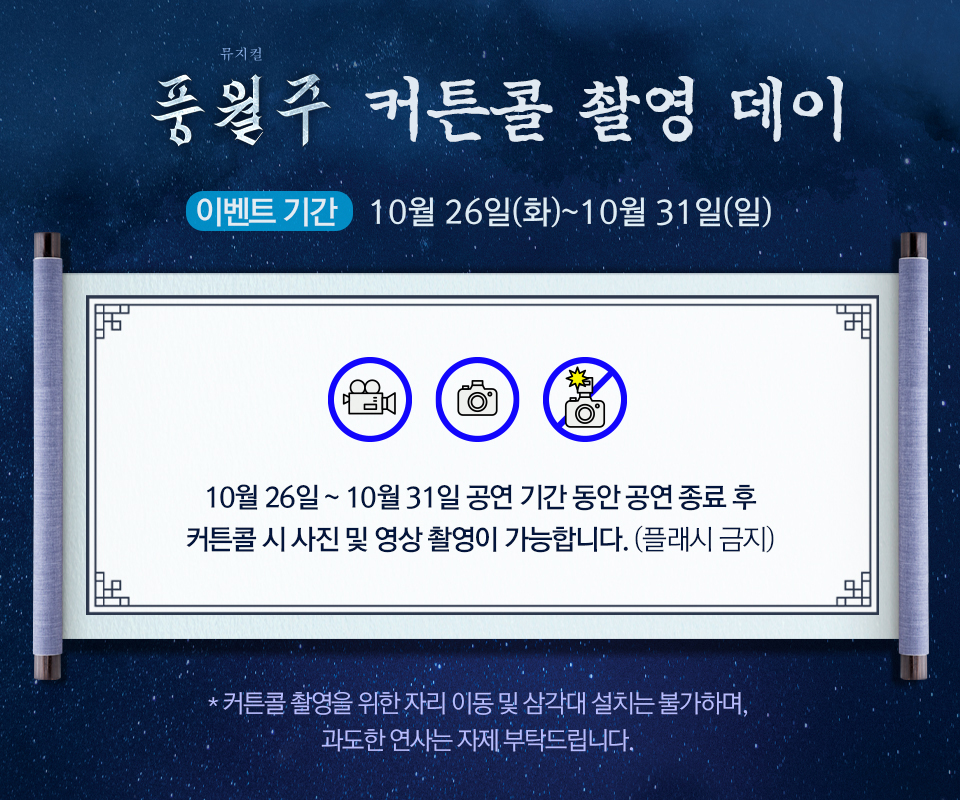 뮤지컬
풍월주 커튼콜 촬영 데이
이벤트 기간 10월 26일(화)~10월 31일(일)
10월 26일 ~ 10월 31일 공연 기간 동안 공연 종료 후
커튼콜 시 사진 및 영상 촬영이 가능합니다. (플래시 금지)
* 커튼콜 촬영을 위한 자리 이동 및 삼각대 설치는 불가하며,
과도한 연사는 자제 부탁드립니다.